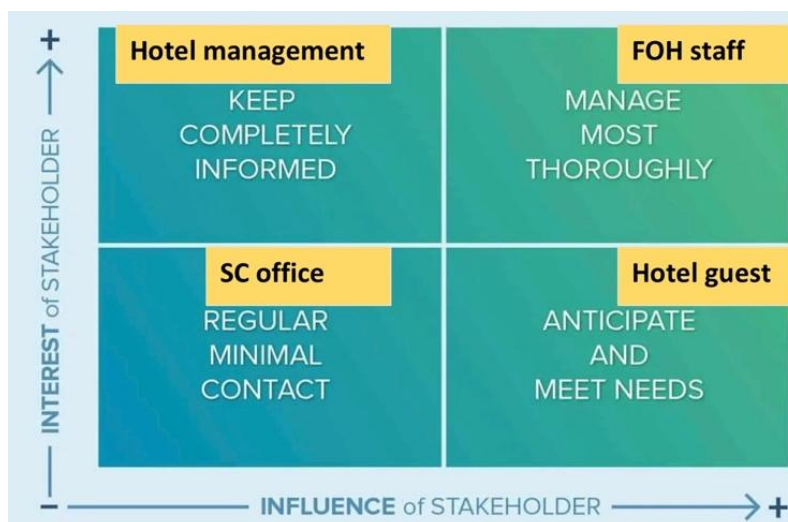 +
Hotel management
KEEP
COMPLETELY
INFORMED
FOH staff
MANAGE
MOST
THOROUGHLY
SC office
REGULAR
MINIMAL
CONTACT
Hotel guest
ANTICIPATE
AND
MEET NEEDS
INTEREST of STAKEHOLDER
−
INFLUENCE of STAKEHOLDER
+